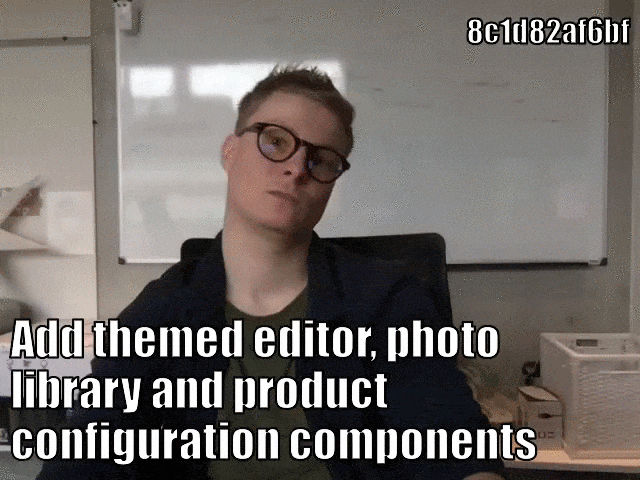 8c1d82af6bf
Add themed editor, photo
library and product
configuration components